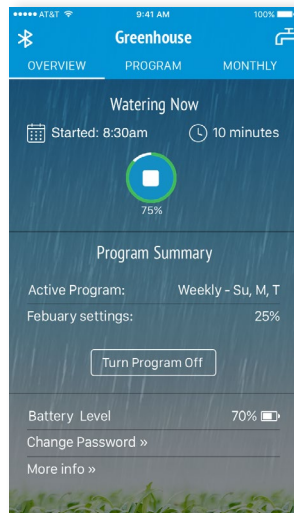 AT&T 9:41 AM 100%
Greenhouse
OVERVIEW PROGRAM MONTHLY
Watering Now
Started: 8:30am 10 minutes
75%
Program Summary
Active Program: Weekly - Su, M, T
Febuary settings: 25%
Turn Program Off
Battery Level 70%
Change Password »
More info »